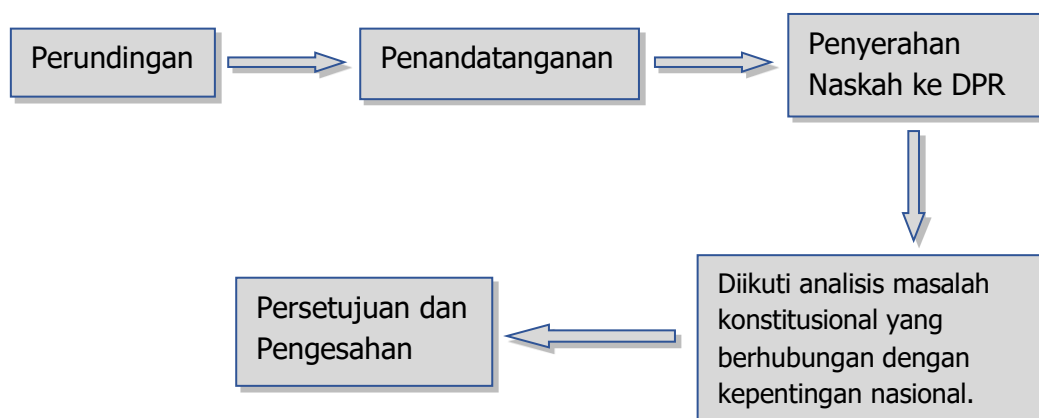 Perundingan
Penandatanganan
Penyerahan
Naskah ke DPR
Diikuti analisis masalah
konstitusional yang
berhubungan dengan
kepentingan nasional.
Persetujuan dan
Pengesahan